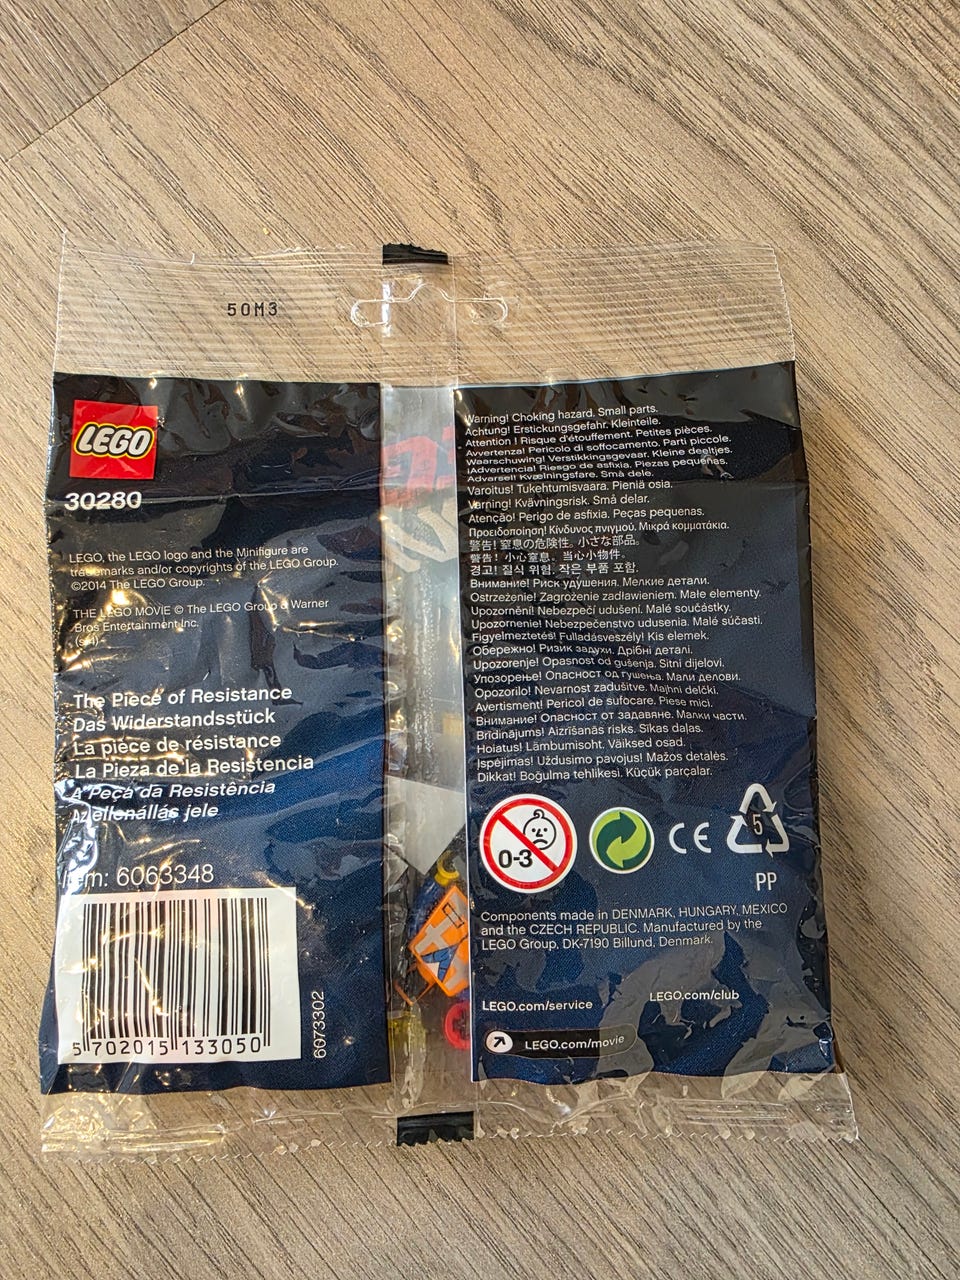 50M3
LEGO
30280
LEGO, the LEGO logo and the Minifigure are
trademarks and/or copyrights of the LEGO Group.
©2014 The LEGO Group.
THE LEGO MOVIE © The LEGO Group & Warner
Bros Entertainment Inc.
(s14)
The Piece of Resistance
Das Widerstandsstück
La pièce de résistance
La Pieza de la Resistencia
A Peça da Resistência
Az ellenállás jele
Item: 6063348
5 702015 133050
6073302
Warning! Choking hazard. Small parts.
Achtung! Erstickungsgefahr. Kleinteile.
Attention ! Risque d'étouffement. Petites pièces.
Avvertenza! Pericolo di soffocamento. Parti piccole.
Waarschuwing! Verstikkingsgevaar. Kleine deeltjes.
¡Advertencia! Riesgo de asfixia. Piezas pequeñas.
Advarsel! Kvælningsfare. Små dele.
Varoitus! Tukehtumisvaara. Pieniä osia.
Varning! Kvävningsrisk. Små delar.
Atenção! Perigo de asfixia. Peças pequenas.
Προειδοποίηση! Κίνδυνος πνιγμού. Μικρά κομματάκια.
警告! 窒息の危険性。小さな部品。
警告! 小心窒息。当心小物件。
경고! 질식 위험. 작은 부품 포함.
Внимание! Риск удушения. Мелкие детали.
Ostrzeżenie! Zagrożenie zadławieniem. Małe elementy.
Upozornění! Nebezpečí udušení. Malé součástky.
Upozornenie! Nebezpečenstvo udusenia. Malé súčasti.
Figyelmeztetés! Fulladásveszély! Kis elemek.
Обережно! Ризик задухи. Дрібні деталі.
Upozorenje! Opasnost od gušenja. Sitni dijelovi.
Упозорење! Опасност од гушења. Мали делови.
Opozorilo! Nevarnost zadušitve. Majhni delčki.
Avertisment! Pericol de sufocare. Piese mici.
Внимание! Опасност от задавяне. Малки части.
Brīdinājums! Aizrīšanās risks. Sīkas daļas.
Hoiatus! Lämbumisoht. Väiksed osad.
Įspėjimas! Uždusimo pavojus! Mažos detalės.
Dikkat! Boğulma tehlikesi. Küçük parçalar.
0-3
CE
5
PP
Components made in DENMARK, HUNGARY, MEXICO
and the CZECH REPUBLIC. Manufactured by the
LEGO Group, DK-7190 Billund, Denmark.
LEGO.com/service
LEGO.com/club
LEGO.com/movie